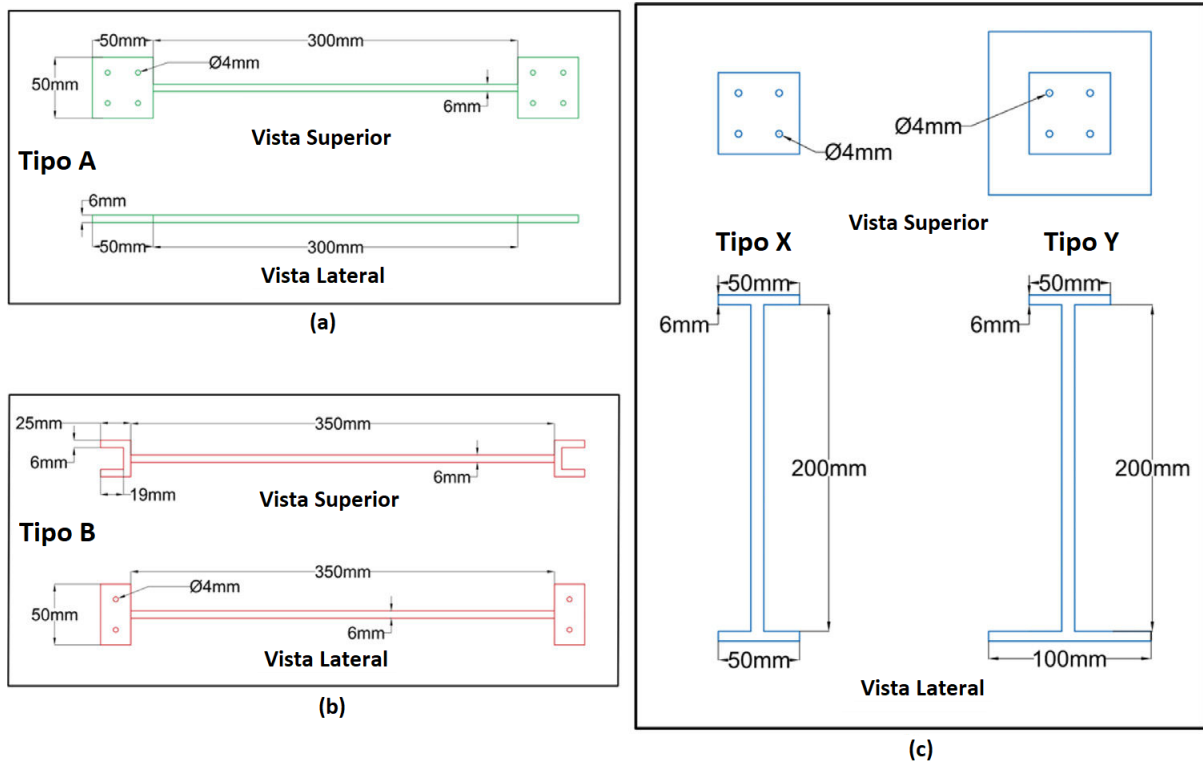 50mm
300mm
Ø4mm
50mm
6mm
Vista Superior
Tipo A
6mm
50mm
300mm
Vista Lateral
(a)
25mm
350mm
6mm
6mm
19mm
Vista Superior
Tipo B
350mm
Ø4mm
50mm
6mm
Vista Lateral
(b)
Ø4mm
Ø4mm
Vista Superior
Tipo X
Tipo Y
50mm
50mm
6mm
6mm
200mm
200mm
50mm
100mm
Vista Lateral
(c)